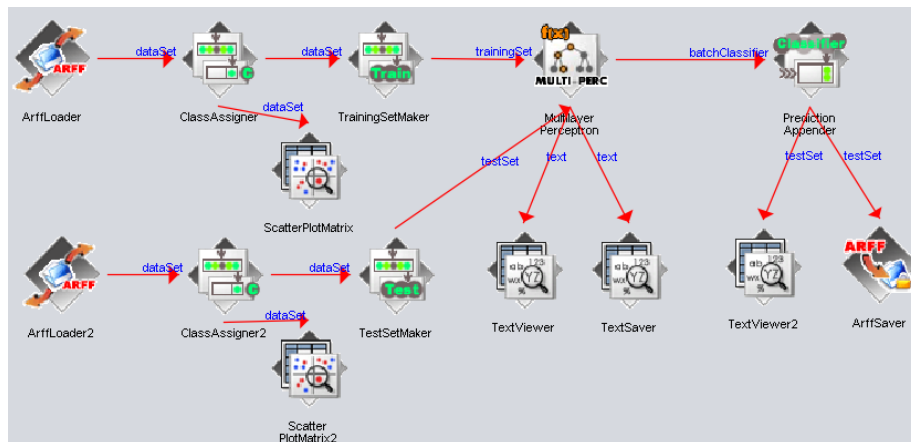 f(x)
Classifier
dataSet
dataSet
trainingSet
batchClassifier
ARFF
C
Train
MULTI PERC
ArffLoader
ClassAssigner
dataSet
TrainingSetMaker
Multilayer
Perceptron
Prediction
Appender
testSet
text
text
testSet
testSet
ScatterPlotMatrix
ARFF
dataSet
dataSet
ARFF
C
Test
ArffLoader2
ClassAssigner2
dataSet
TestSetMaker
TextViewer
TextSaver
TextViewer2
ArffSaver
Scatter
PlotMatrix2